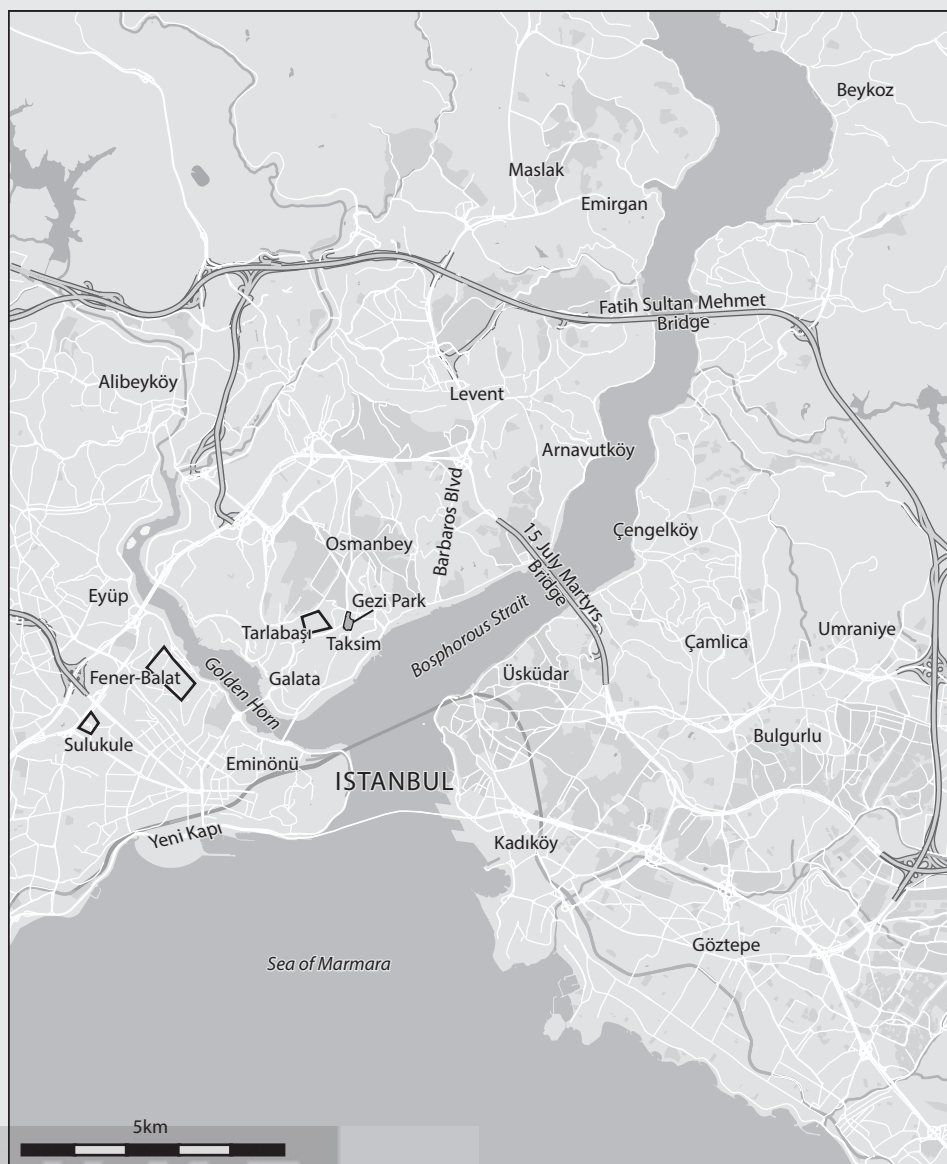 Beykoz
Maslak
Emirgan
Fatih Sultan Mehmet
Bridge
Alibeyköy
Levent
Arnavutköy
Barbaros Blvd
15 July Martyrs
Bridge
Çengelköy
Osmanbey
Eyüp
Gezi Park
Tarlabaşı
Taksim
Bosphorous Strait
Çamlica
Umraniye
Fener-Balat
Golden Horn
Galata
Üsküdar
Sulukule
Eminönü
Bulgurlu
ISTANBUL
Yeni Kapı
Kadıköy
Göztepe
Sea of Marmara
5km